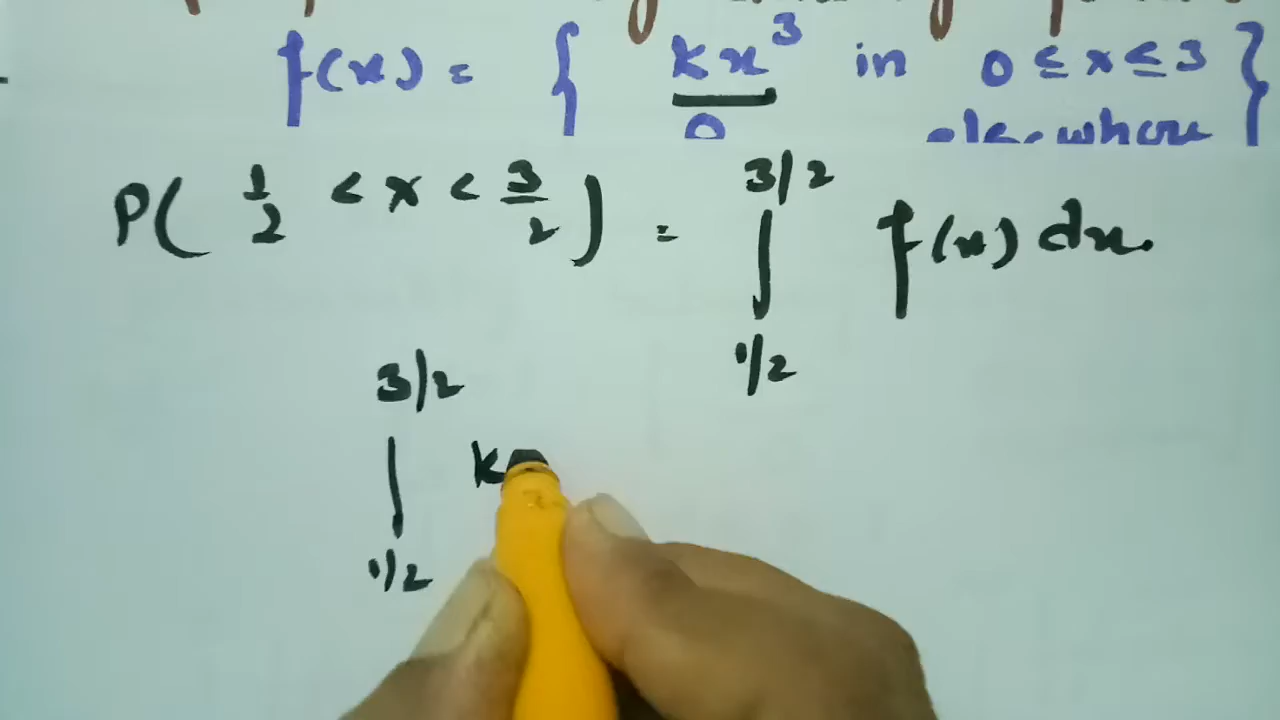 f(x) = { kx³ in 0 ≤ x ≤ 3 }
0 elsewhere
P( 1/2 < x < 3/2 ) = ∫_{1/2}^{3/2} f(x) dx.
∫_{1/2}^{3/2} k